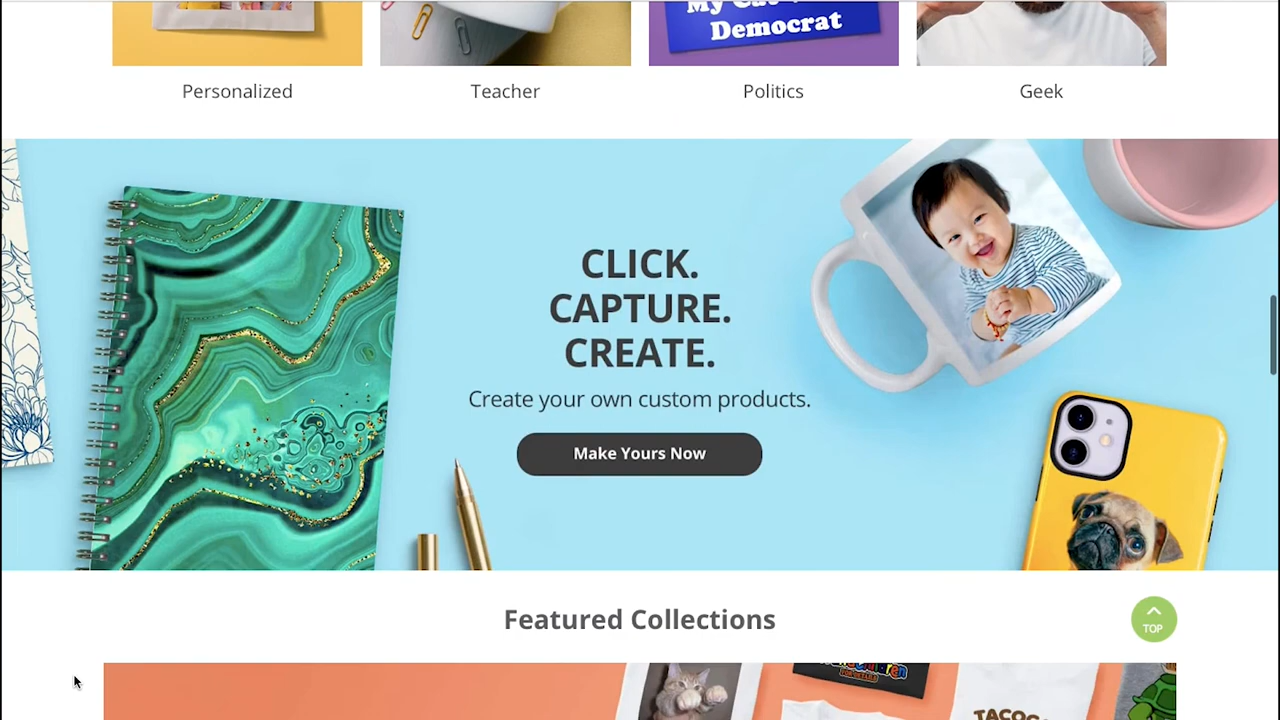 Democrat
Personalized
Teacher
Politics
Geek
CLICK.
CAPTURE.
CREATE.
Create your own custom products.
Make Yours Now
Featured Collections
TOP